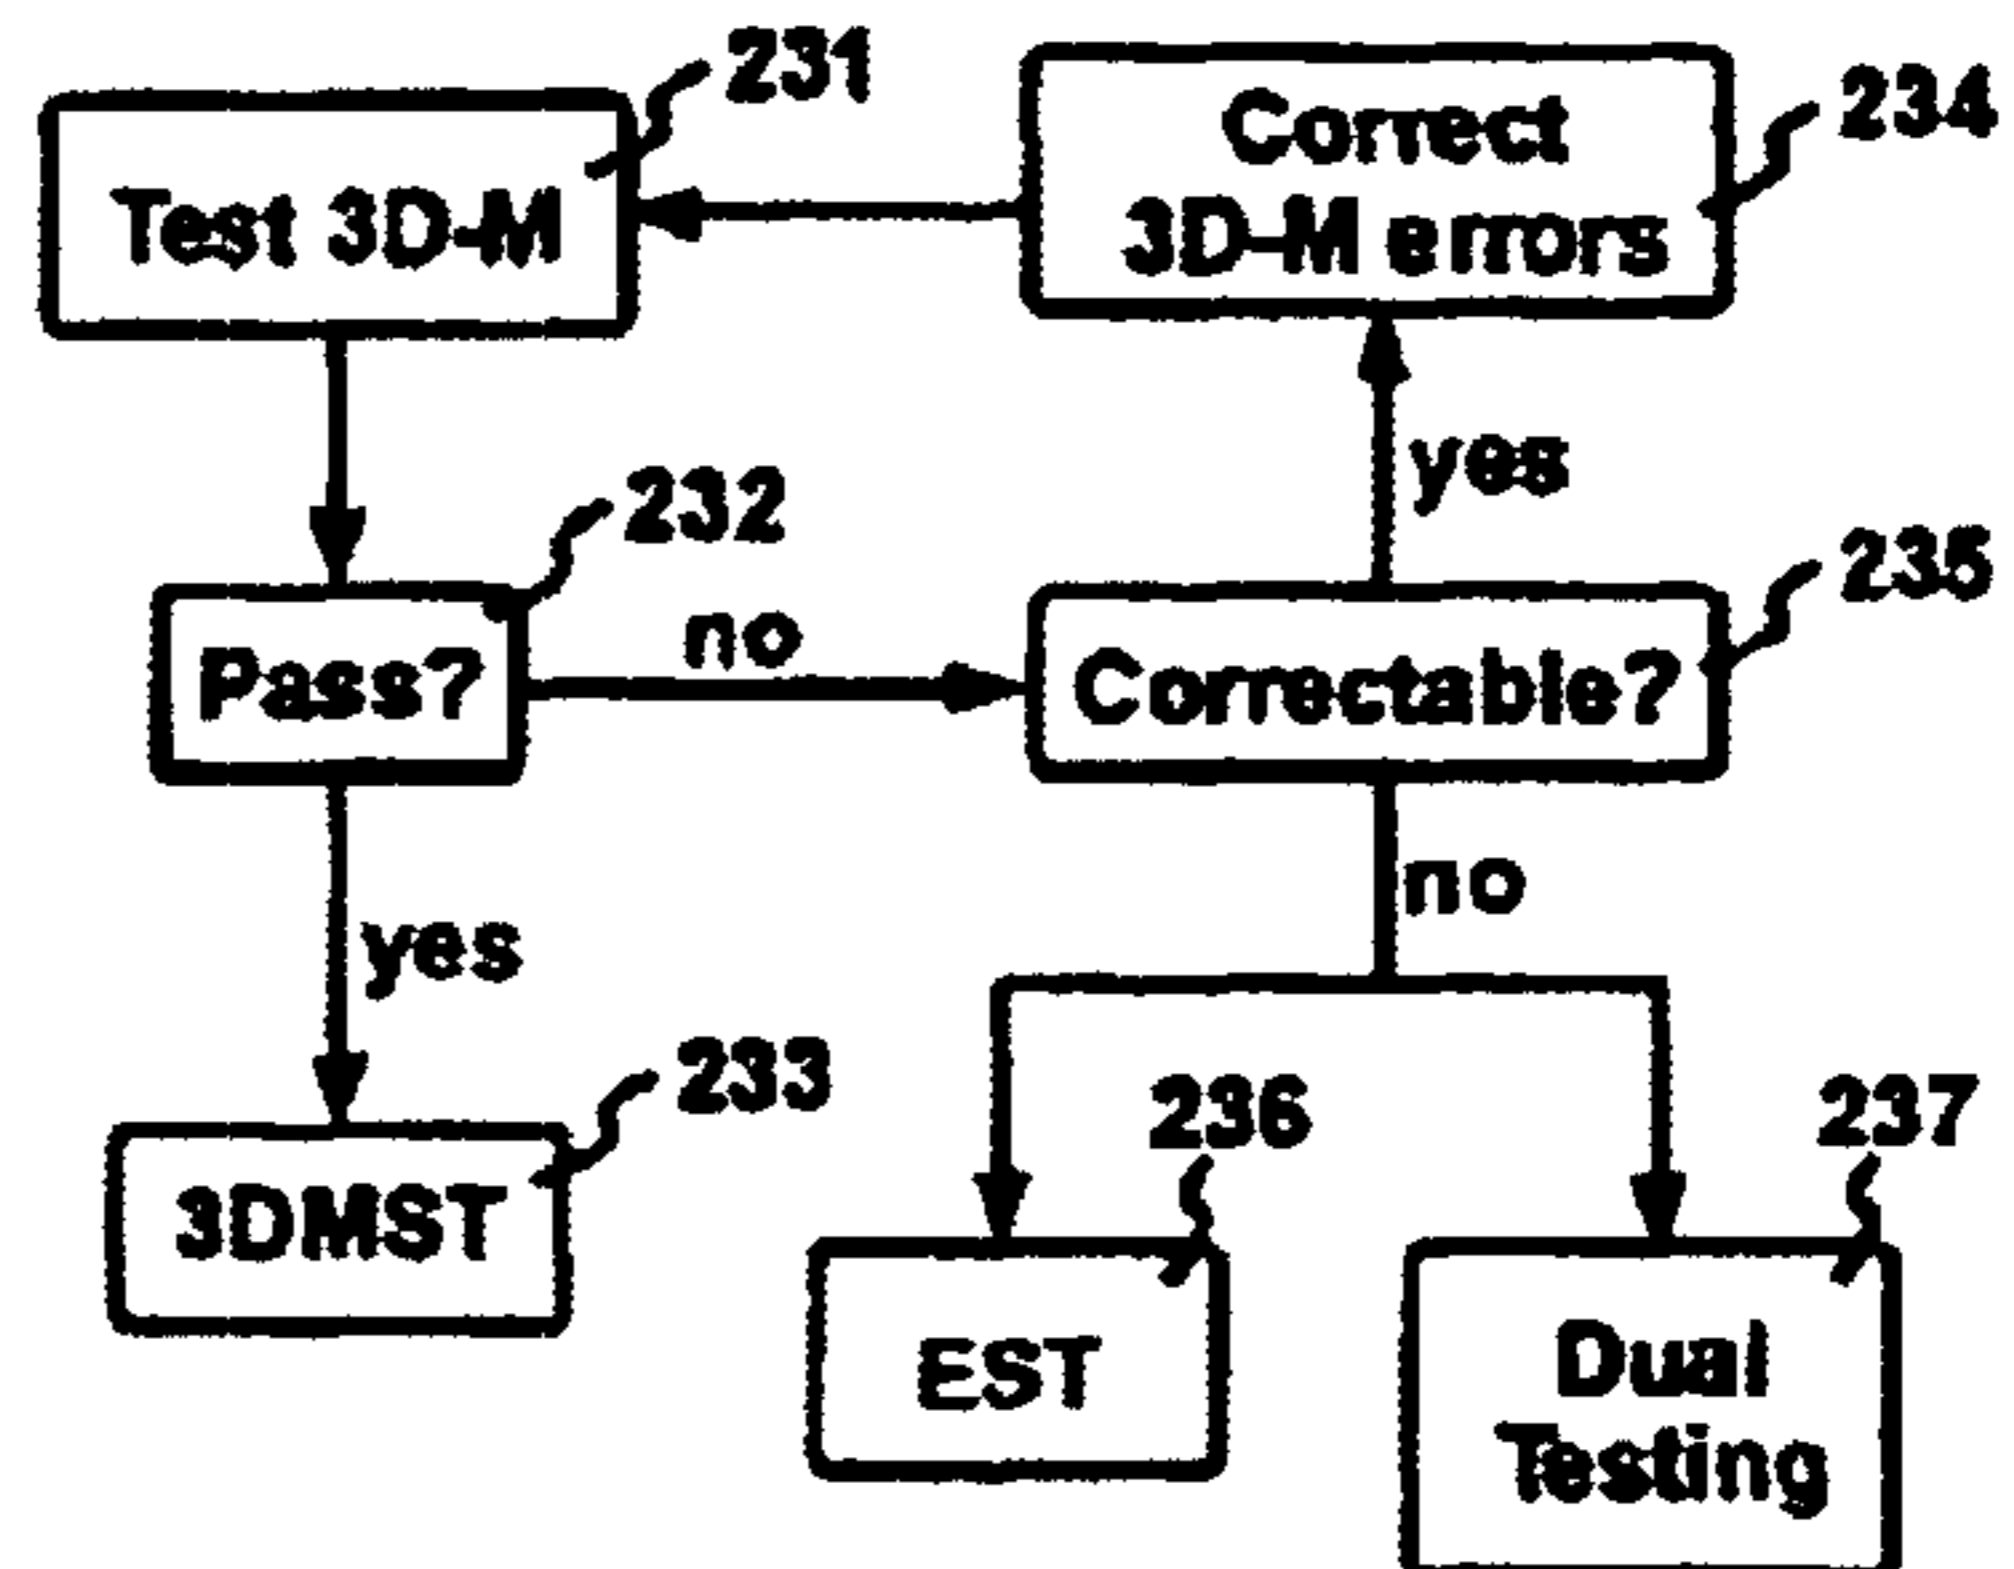 231
Test 3D-M
Correct
3D-M errors
234
232
Pass?
no
yes
Correctable?
235
yes
233
3DMST
no
236
EST
237
Dual
Testing